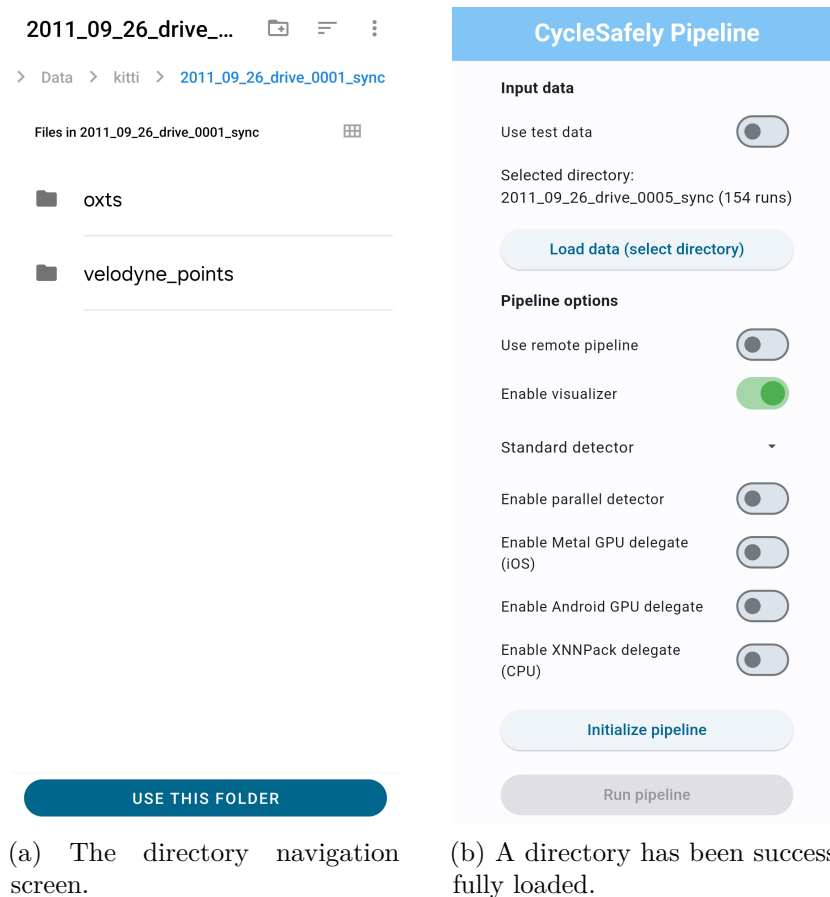 2011_09_26_drive_...
Data kitti 2011_09_26_drive_0001_sync
Files in 2011_09_26_drive_0001_sync
oxts
velodyne_points
USE THIS FOLDER
(a) The directory navigation
screen.
CycleSafely Pipeline
Input data
Use test data
Selected directory:
2011_09_26_drive_0005_sync (154 runs)
Load data (select directory)
Pipeline options
Use remote pipeline
Enable visualizer
Standard detector
Enable parallel detector
Enable Metal GPU delegate
(iOS)
Enable Android GPU delegate
Enable XNNPack delegate
(CPU)
Initialize pipeline
Run pipeline
(b) A directory has been success
fully loaded.